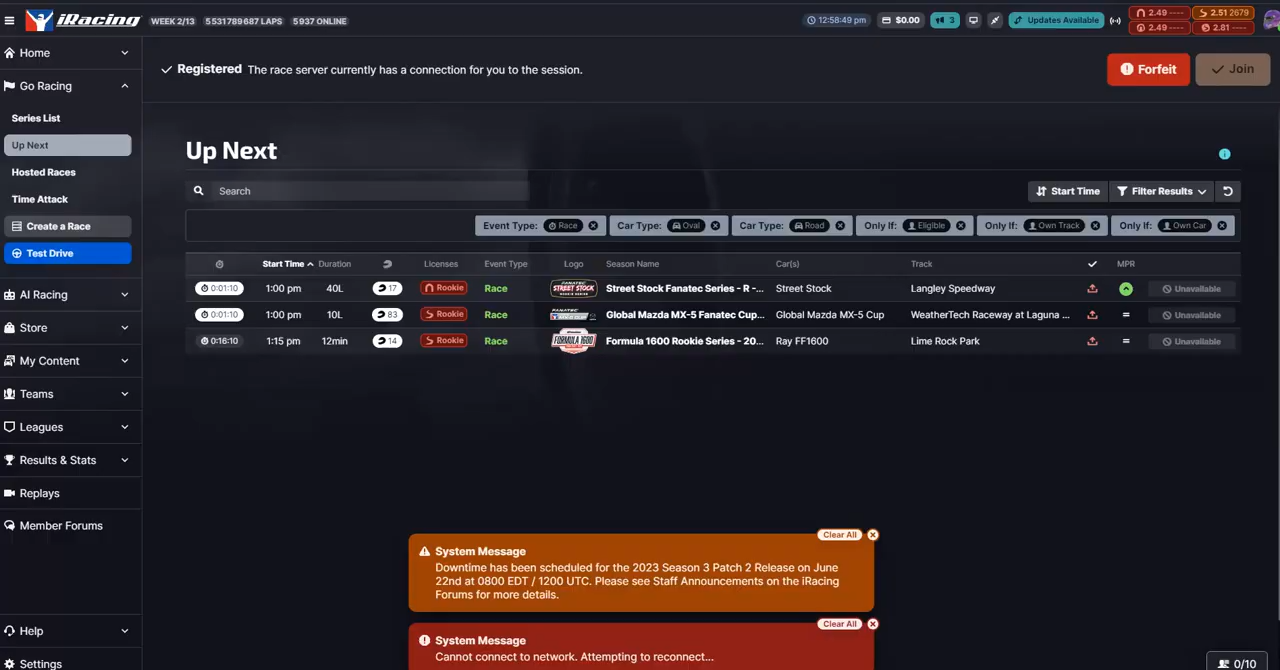 iRacing WEEK 2/13 5531789687 LAPS 5937 ONLINE 12:58:49 pm $0.00 3 Updates Available 2.49 ---- 2.51 2679
2.49 ---- 2.81 ----
Home
Go Racing
Series List
Up Next
Hosted Races
Time Attack
Create a Race
Test Drive
AI Racing
Store
My Content
Teams
Leagues
Results & Stats
Replays
Member Forums
Help
Settings
Registered The race server currently has a connection for you to the session. Forfeit Join
Up Next
Search Start Time Filter Results
Event Type: Race Car Type: Oval Car Type: Road Only If: Eligible Only If: Own Track Only If: Own Car
Start Time Duration Licenses Event Type Logo Season Name Car(s) Track MPR
0:01:10 1:00 pm 40L 17 Rookie Race FANATEC STREET STOCK Street Stock Fanatec Series - R -... Street Stock Langley Speedway Unavailable
0:01:10 1:00 pm 10L 83 Rookie Race Global Mazda MX-5 Fanatec Cup... Global Mazda MX-5 Cup WeatherTech Raceway at Laguna ... = Unavailable
0:16:10 1:15 pm 12min 14 Rookie Race FORMULA 1600 Formula 1600 Rookie Series - 20... Ray FF1600 Lime Rock Park = Unavailable
Clear All
System Message
Downtime has been scheduled for the 2023 Season 3 Patch 2 Release on June
22nd at 0800 EDT / 1200 UTC. Please see Staff Announcements on the iRacing
Forums for more details.
Clear All
System Message
Cannot connect to network. Attempting to reconnect...
0/10